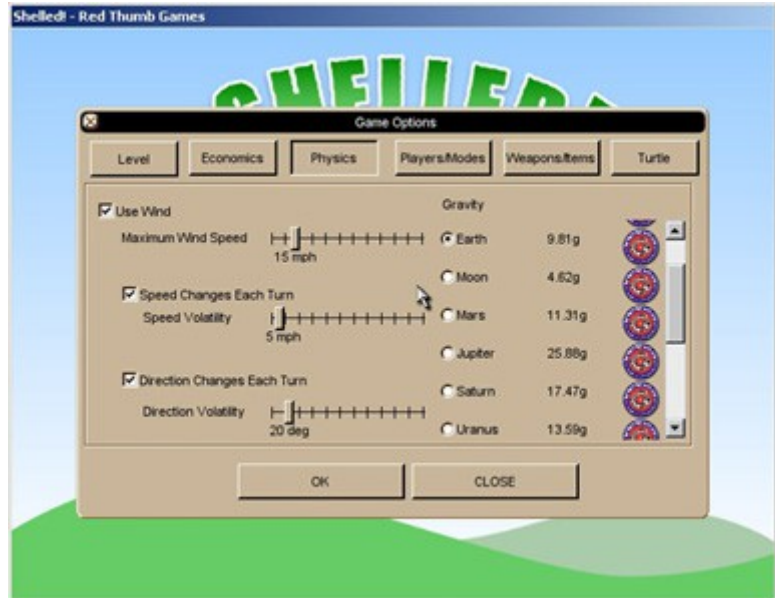 Shelled! - Red Thumb Games
SHELLED!
Game Options
Level Economics Physics Players/Modes Weapons/Items Turtle
Use Wind
Maximum Wind Speed
15 mph
Speed Changes Each Turn
Speed Volatility
5 mph
Direction Changes Each Turn
Direction Volatility
20 deg
Gravity
Earth 9.81g
Moon 4.62g
Mars 11.31g
Jupiter 25.88g
Saturn 17.47g
Uranus 13.59g
OK CLOSE